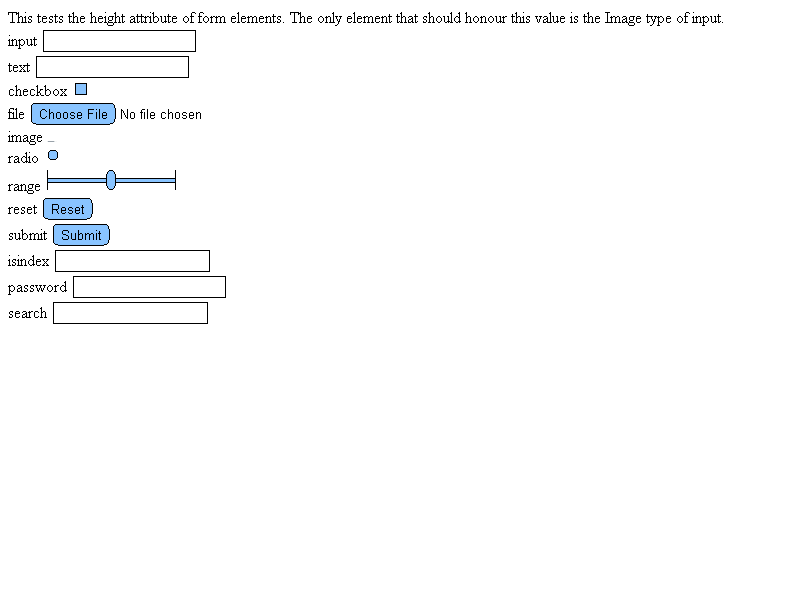 This tests the height attribute of form elements. The only element that should honour this value is the Image type of input.
input
text
checkbox
file Choose File No file chosen
image
radio
range
reset Reset
submit Submit
isindex
password
search